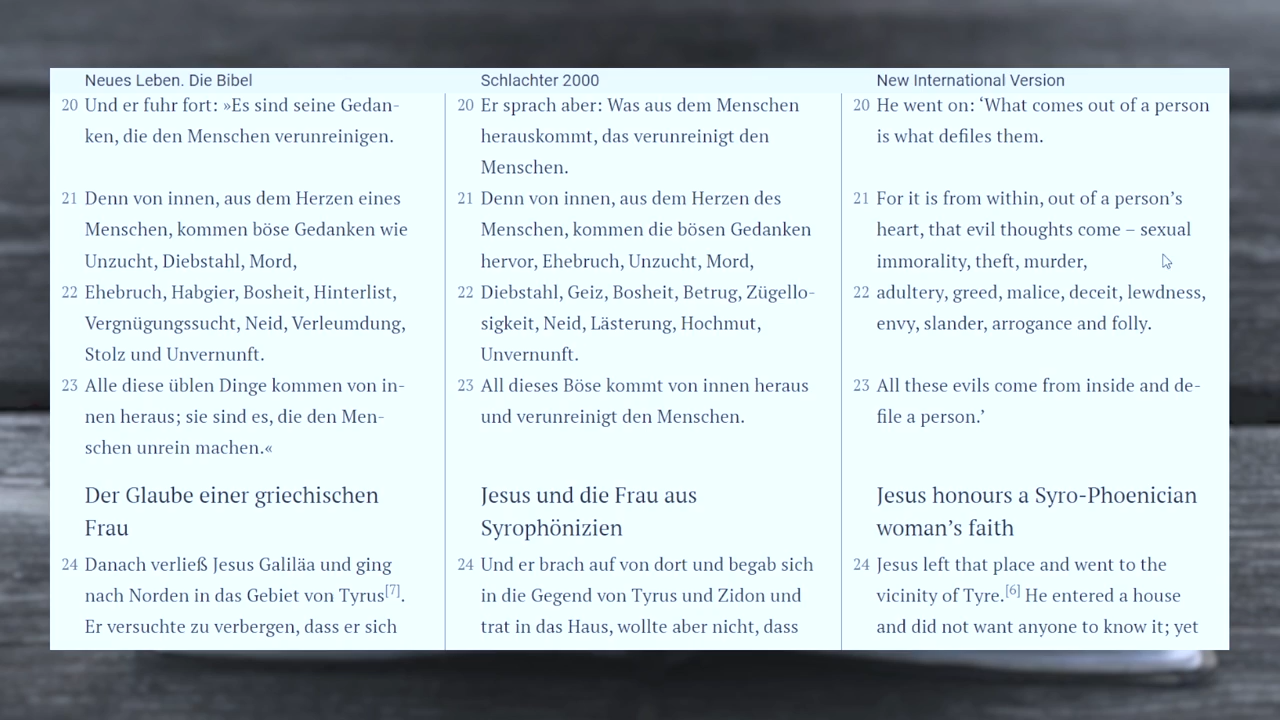 Neues Leben. Die Bibel
20 Und er fuhr fort: »Es sind seine Gedan-
ken, die den Menschen verunreinigen.
21 Denn von innen, aus dem Herzen eines
Menschen, kommen böse Gedanken wie
Unzucht, Diebstahl, Mord,
22 Ehebruch, Habgier, Bosheit, Hinterlist,
Vergnügungssucht, Neid, Verleumdung,
Stolz und Unvernunft.
23 Alle diese üblen Dinge kommen von in-
nen heraus; sie sind es, die den Men-
schen unrein machen.«
Der Glaube einer griechischen
Frau
24 Danach verließ Jesus Galiläa und ging
nach Norden in das Gebiet von Tyrus[7].
Er versuchte zu verbergen, dass er sich
Schlachter 2000
20 Er sprach aber: Was aus dem Menschen
herauskommt, das verunreinigt den
Menschen.
21 Denn von innen, aus dem Herzen des
Menschen, kommen die bösen Gedanken
hervor, Ehebruch, Unzucht, Mord,
22 Diebstahl, Geiz, Bosheit, Betrug, Zügello-
sigkeit, Neid, Lästerung, Hochmut,
Unvernunft.
23 All dieses Böse kommt von innen heraus
und verunreinigt den Menschen.
Jesus und die Frau aus
Syrophönizien
24 Und er brach auf von dort und begab sich
in die Gegend von Tyrus und Zidon und
trat in das Haus, wollte aber nicht, dass
New International Version
20 He went on: ‘What comes out of a person
is what defiles them.
21 For it is from within, out of a person’s
heart, that evil thoughts come – sexual
immorality, theft, murder,
22 adultery, greed, malice, deceit, lewdness,
envy, slander, arrogance and folly.
23 All these evils come from inside and de-
file a person.’
Jesus honours a Syro-Phoenician
woman’s faith
24 Jesus left that place and went to the
vicinity of Tyre.[6] He entered a house
and did not want anyone to know it; yet